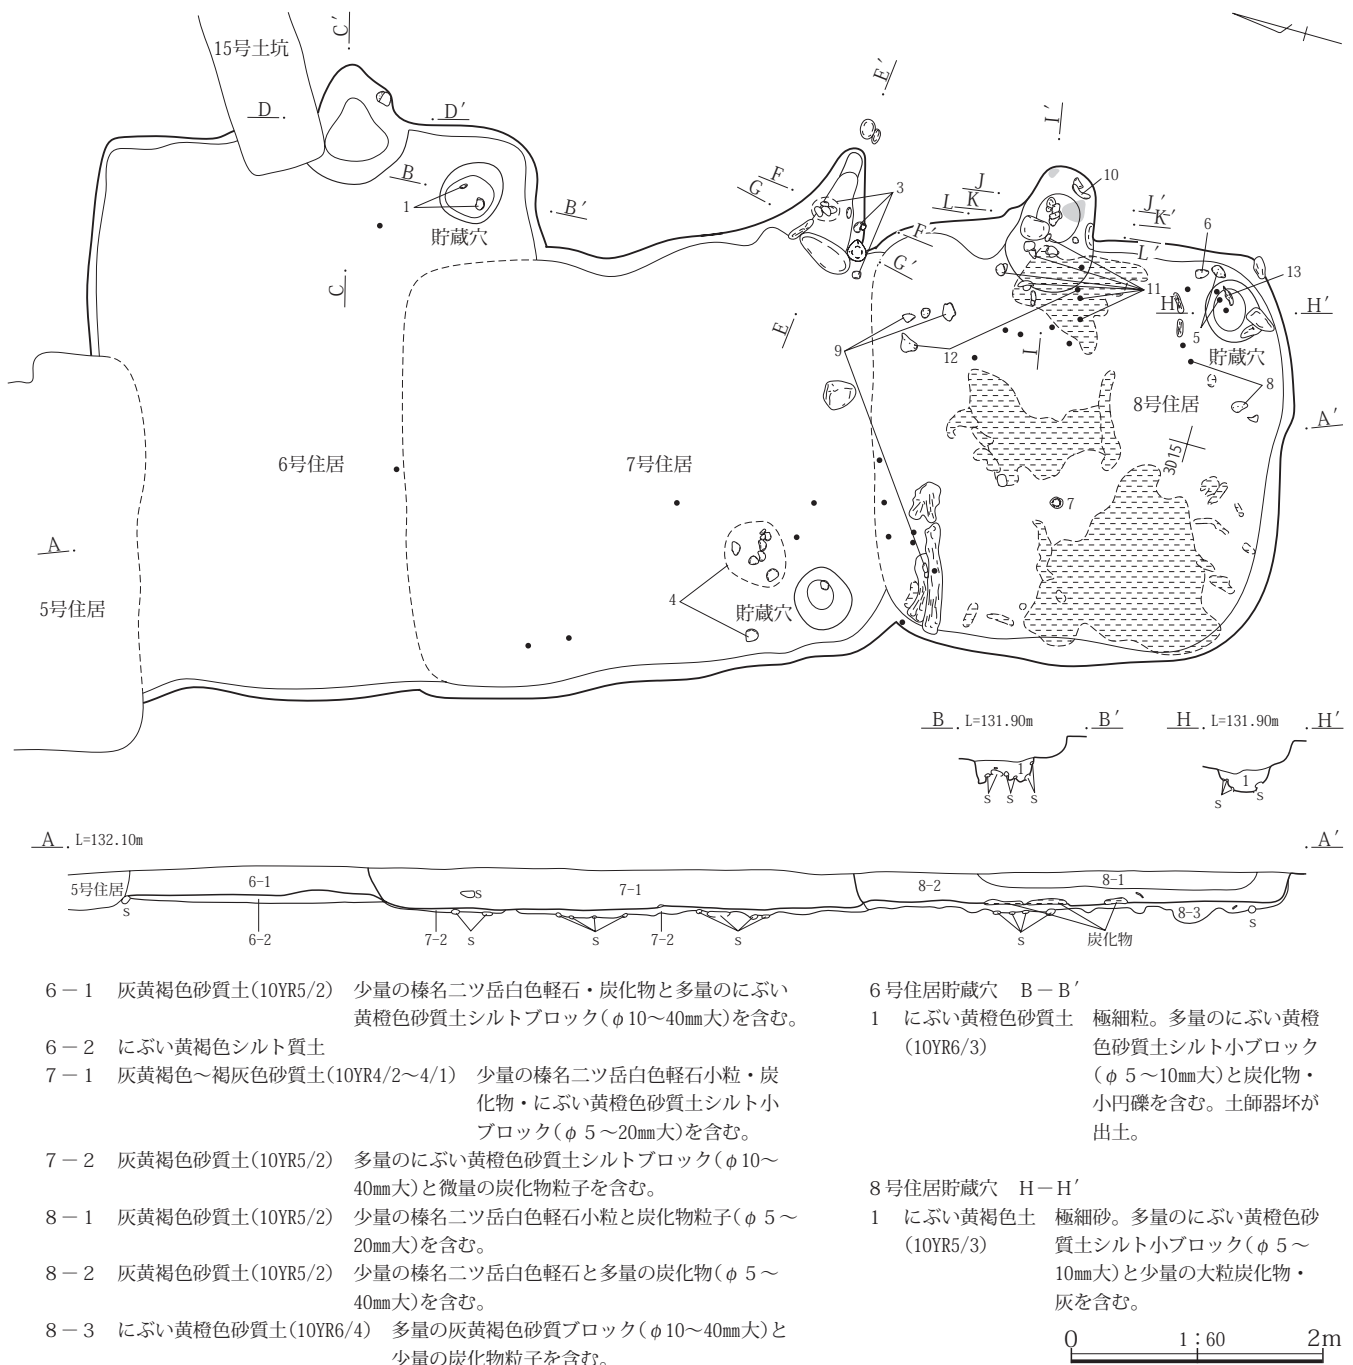 15号土坑
C′
D .
. D′
B .
. B′
1
貯蔵穴
C
E′
F .
G .
3
F′
G′
E
I′
J .
K .
L .
10
. J′
. K′
L′
6
13
H .
. H′
11
5
貯蔵穴
9
12
I
8
8号住居
. A′
3D15
7
6号住居
7号住居
A .
5号住居
4
貯蔵穴
B . L=131.90m . B′
1
s s s
H . L=131.90m . H′
1
s s
A . L=132.10m . A′
5号住居
6-1
7-1
8-2
8-1
8-3
s
s
s
6-2
7-2
s
s
7-2
s
s
炭化物
6-1 灰黄褐色砂質土(10YR5/2) 少量の榛名二ツ岳白色軽石・炭化物と多量のにぶい
黄橙色砂質土シルトブロック(φ10~40㎜大)を含む。
6-2 にぶい黄褐色シルト質土
7-1 灰黄褐色~褐灰色砂質土(10YR4/2~4/1) 少量の榛名二ツ岳白色軽石小粒・炭
化物・にぶい黄橙色砂質土シルト小
ブロック(φ5~20㎜大)を含む。
7-2 灰黄褐色砂質土(10YR5/2) 多量のにぶい黄橙色砂質土シルトブロック(φ10~
40㎜大)と微量の炭化物粒子を含む。
8-1 灰黄褐色砂質土(10YR5/2) 少量の榛名二ツ岳白色軽石小粒と炭化物粒子(φ5~
20㎜大)を含む。
8-2 灰黄褐色砂質土(10YR5/2) 少量の榛名二ツ岳白色軽石と多量の炭化物(φ5~
40㎜大)を含む。
8-3 にぶい黄橙色砂質土(10YR6/4) 多量の灰黄褐色砂質ブロック(φ10~40㎜大)と
少量の炭化物粒子を含む。
6号住居貯蔵穴 B-B′
1 にぶい黄橙色砂質土 極細粒。多量のにぶい黄橙
(10YR6/3) 色砂質土シルト小ブロック
(φ5~10㎜大)と炭化物・
小円礫を含む。土師器坏が
出土。
8号住居貯蔵穴 H-H′
1 にぶい黄褐色土 極細砂。多量のにぶい黄橙色砂
(10YR5/3) 質土シルト小ブロック(φ5~
10㎜大)と少量の大粒炭化物・
灰を含む。
0 1:60 2m